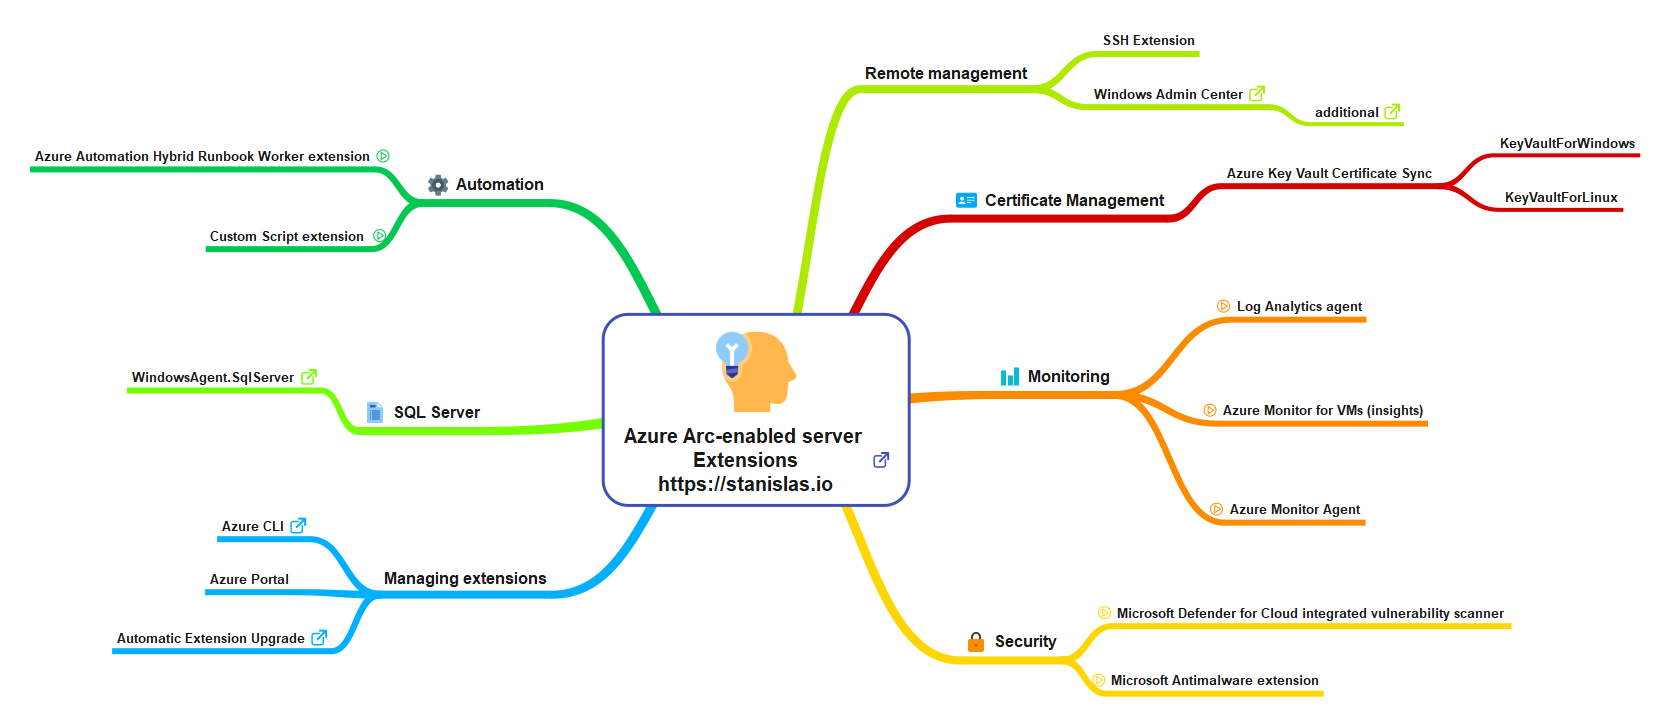 SSH Extension
Remote management
Windows Admin Center
additional
KeyVaultForWindows
Azure Automation Hybrid Runbook Worker extension
Azure Key Vault Certificate Sync
Automation
KeyVaultForLinux
Certificate Management
Custom Script extension
Log Analytics agent
WindowsAgent.SqlServer
Monitoring
SQL Server
Azure Monitor for VMs (insights)
Azure Arc-enabled server
Extensions
https://stanislas.io
Azure Monitor Agent
Azure CLI
Azure Portal
Managing extensions
Automatic Extension Upgrade
Microsoft Defender for Cloud integrated vulnerability scanner
Security
Microsoft Antimalware extension